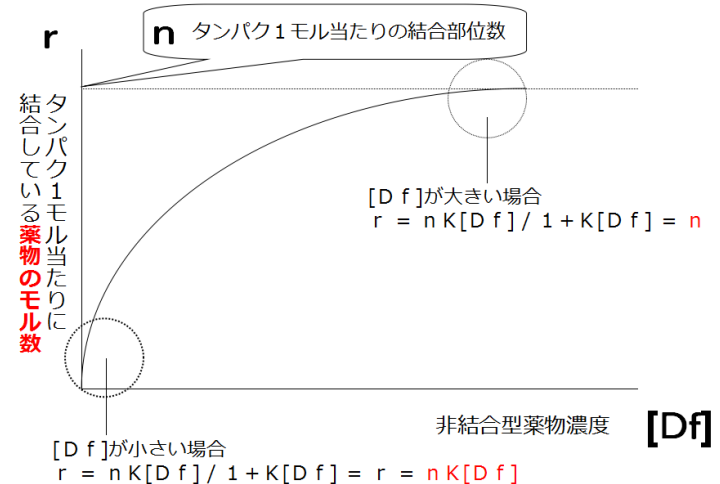 r
n タンパク１モル当たりの結合部位数
タンパク１モル当たりに
結合している薬物のモル数
[Ｄｆ]が大きい場合
ｒ ＝ ｎK[Ｄｆ] / １+K[Ｄｆ] = ｎ
非結合型薬物濃度 [Df]
[Ｄｆ]が小さい場合
ｒ ＝ ｎK[Ｄｆ] / １+K[Ｄｆ] = ｒ ＝ ｎK[Ｄｆ]